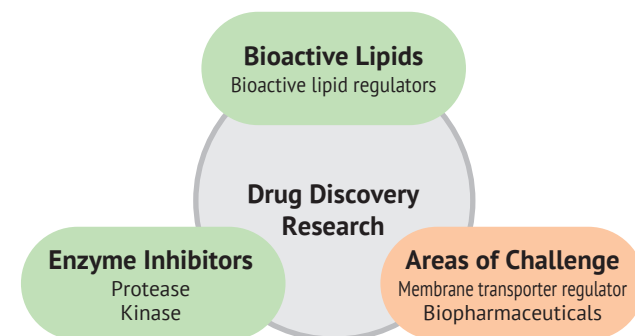 Bioactive Lipids
Bioactive lipid regulators
Drug Discovery
Research
Enzyme Inhibitors
Protease
Kinase
Areas of Challenge
Membrane transporter regulator
Biopharmaceuticals